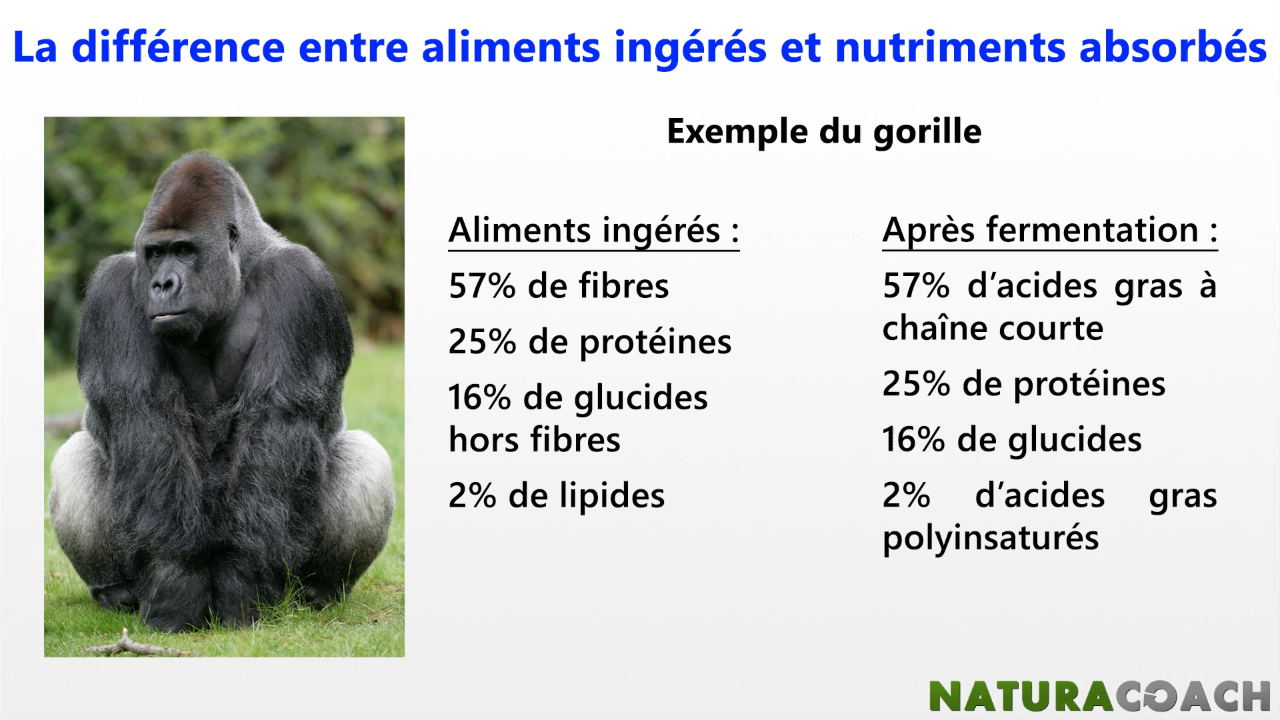 La différence entre aliments ingérés et nutriments absorbés
Exemple du gorille
Aliments ingérés :
57% de fibres
25% de protéines
16% de glucides
hors fibres
2% de lipides
Après fermentation :
57% d’acides gras à
chaîne courte
25% de protéines
16% de glucides
2% d’acides gras
polyinsaturés
NATURACOACH